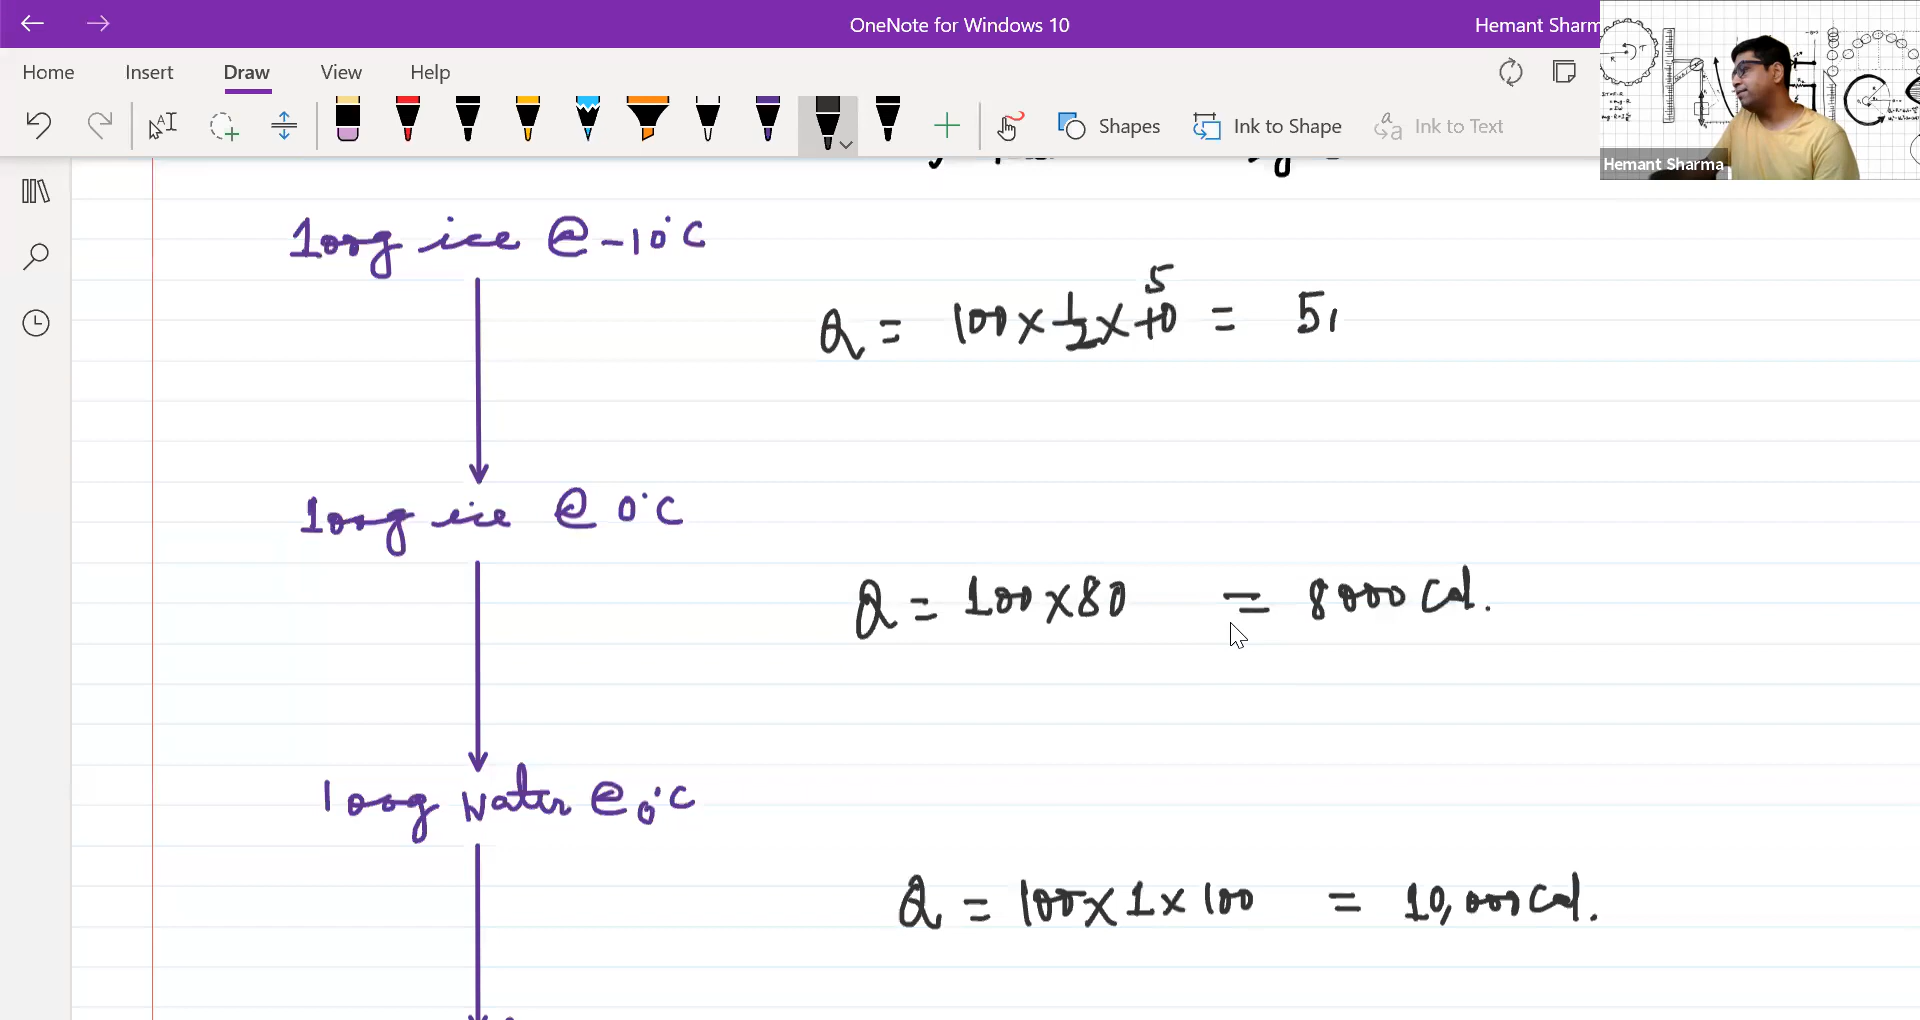 OneNote for Windows 10
Hemant Sharm
Home Insert Draw View Help
Shapes Ink to Shape Ink to Text
Hemant Sharma
100g ice @ -10°C
Q = 100 × 1/2 × 10 5 = 5,
100g ice @ 0°C
Q = 100 × 80 = 8000 Cal.
100g water @ 0°C
Q = 100 × 1 × 100 = 10,000 Cal.